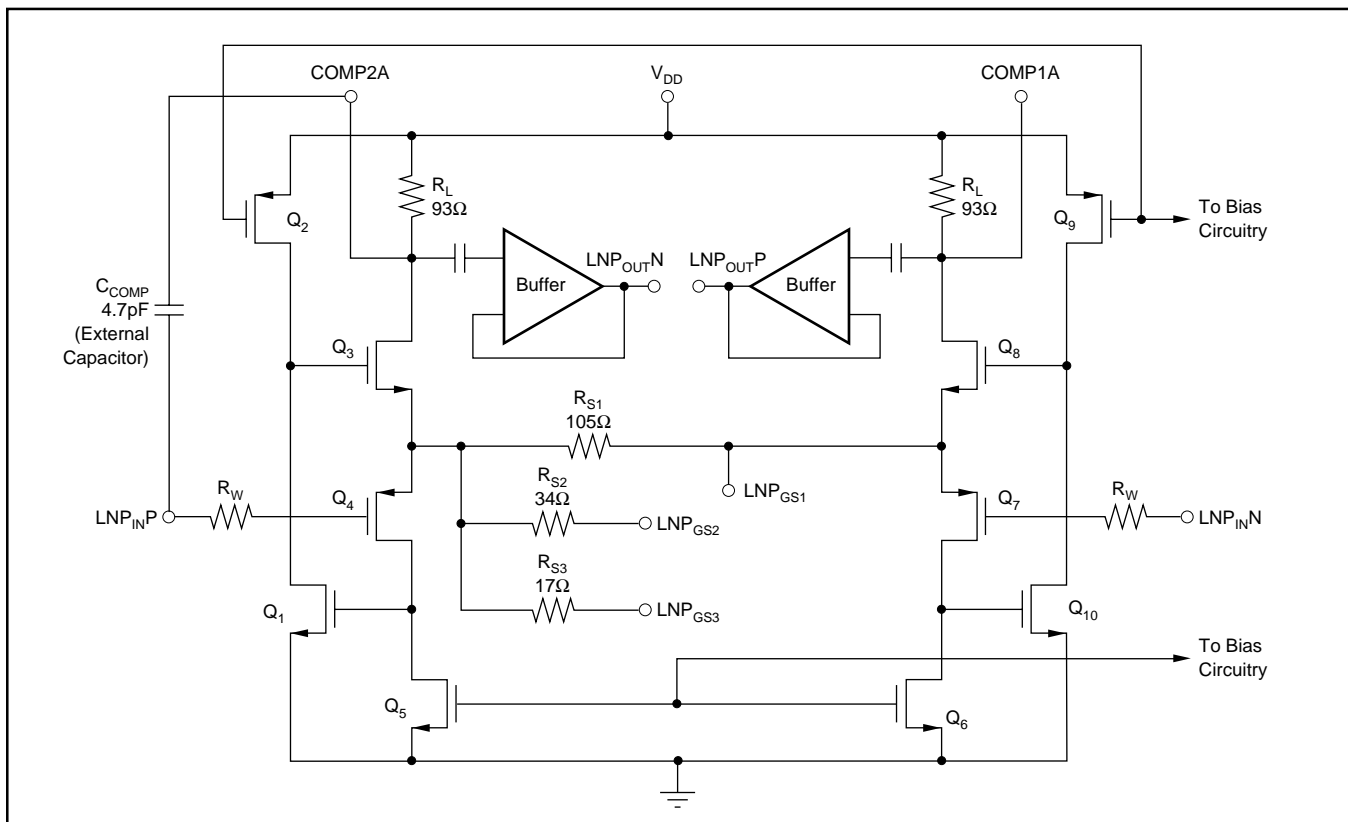 COMP2A
VDD
COMP1A
RL
93Ω
RL
93Ω
Q2
Q9
To Bias
Circuitry
LNPOUTN
LNPOUTP
Buffer
Buffer
CCOMP
4.7pF
(External
Capacitor)
Q3
Q8
RS1
105Ω
LNPGS1
RW
Q4
RS2
34Ω
Q7
RW
LNPINP
LNPGS2
LNPINN
RS3
17Ω
LNPGS3
Q1
Q10
To Bias
Circuitry
Q5
Q6